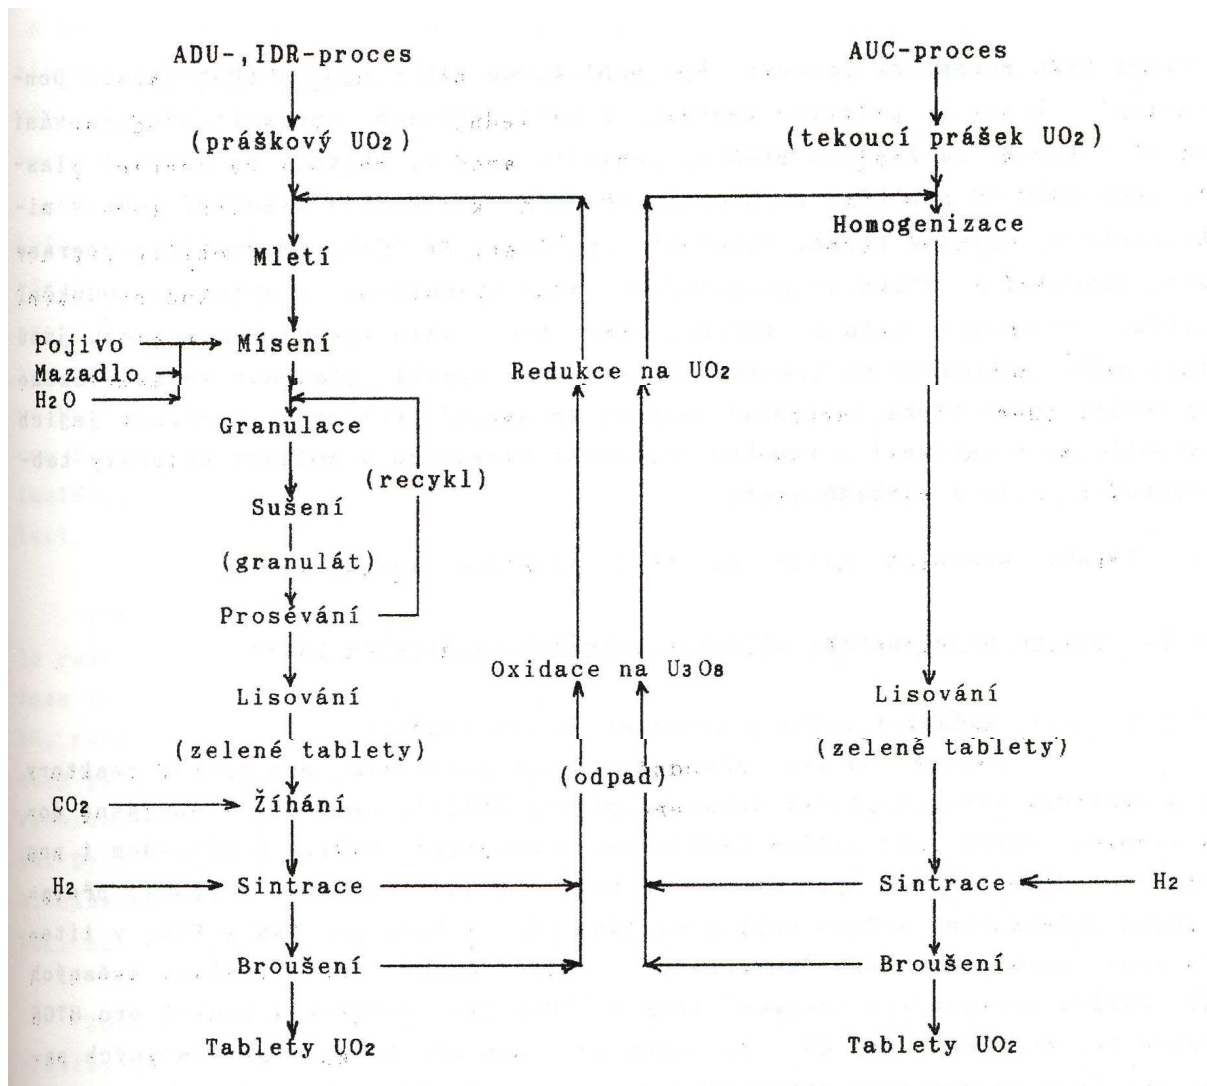 ADU-,IDR-proces
AUC-proces
(práškový UO₂)
(tekoucí prášek UO₂)
Homogenizace
Mletí
Pojivo
Mísení
Mazadlo
Redukce na UO₂
H₂O
Granulace
(recykl)
Sušení
(granulát)
Prosévání
Oxidace na U₃O₈
Lisování
Lisování
(zelené tablety)
(zelené tablety)
(odpad)
CO₂
Žíhání
H₂
Sintrace
Sintrace
H₂
Broušení
Broušení
Tablety UO₂
Tablety UO₂